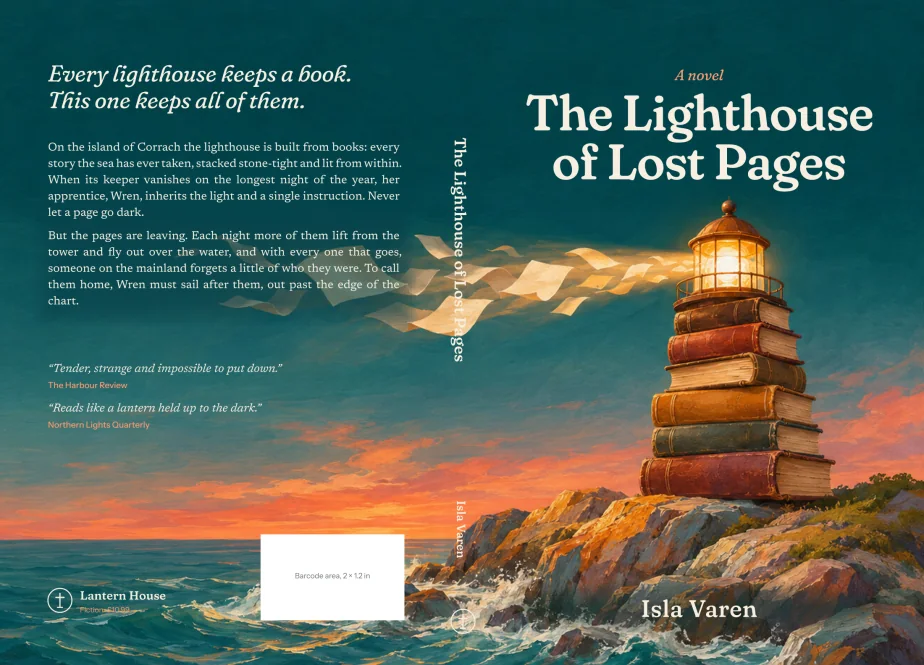 Every lighthouse keeps a book.
This one keeps all of them.
On the island of Corrach the lighthouse is built from books: every
story the sea has ever taken, stacked stone-tight and lit from within.
When its keeper vanishes on the longest night of the year, her
apprentice, Wren, inherits the light and a single instruction. Never
let a page go dark.
But the pages are leaving. Each night more of them lift from the
tower and fly out over the water, and with every one that goes,
someone on the mainland forgets a little of who they were. To call
them home, Wren must sail after them, out past the edge of the
chart.
“Tender, strange and impossible to put down.”
The Harbour Review
“Reads like a lantern held up to the dark.”
Northern Lights Quarterly
Barcode area, 2 × 1.2 in
Lantern House
Fiction £10.99
The Lighthouse of Lost Pages
Isla Varen
A novel
The Lighthouse
of Lost Pages
Isla Varen